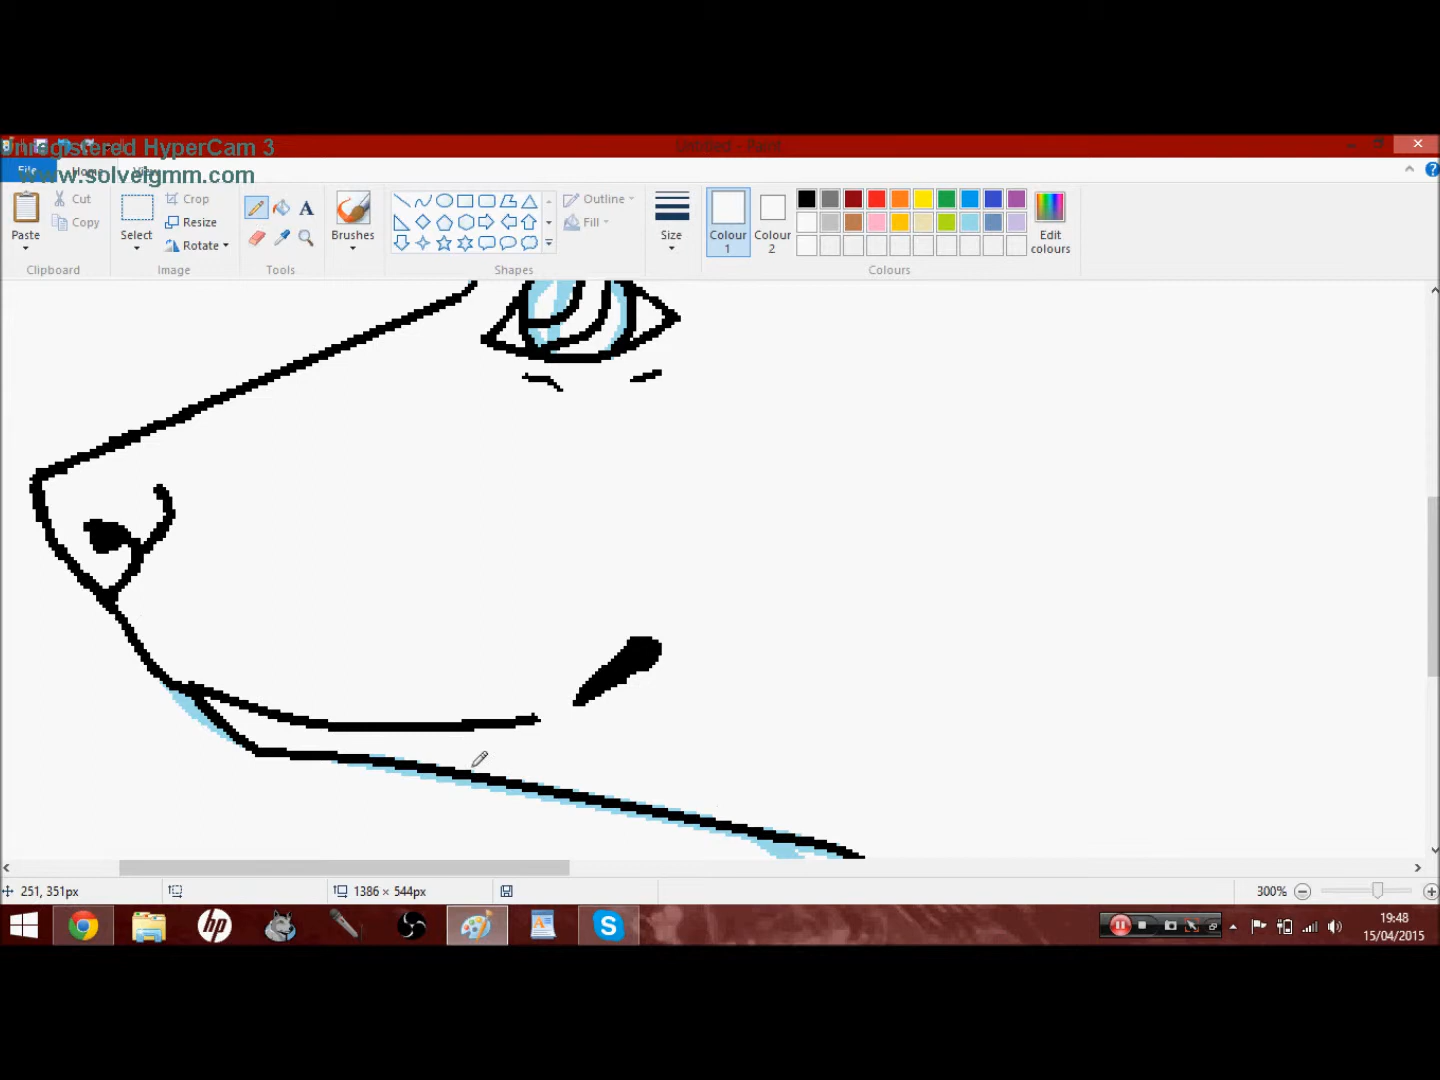 Untitled - Paint
Unregistered HyperCam 3
www.solveigmm.com
File
Home
View
Paste
Cut
Copy
Clipboard
Select
Crop
Resize
Rotate
Image
A
Tools
Brushes
Outline
Fill
Shapes
Size
Colour 1
Colour 2
Edit colours
Colours
251, 351px
1386 × 544px
300%
hp
S
19:48
15/04/2015